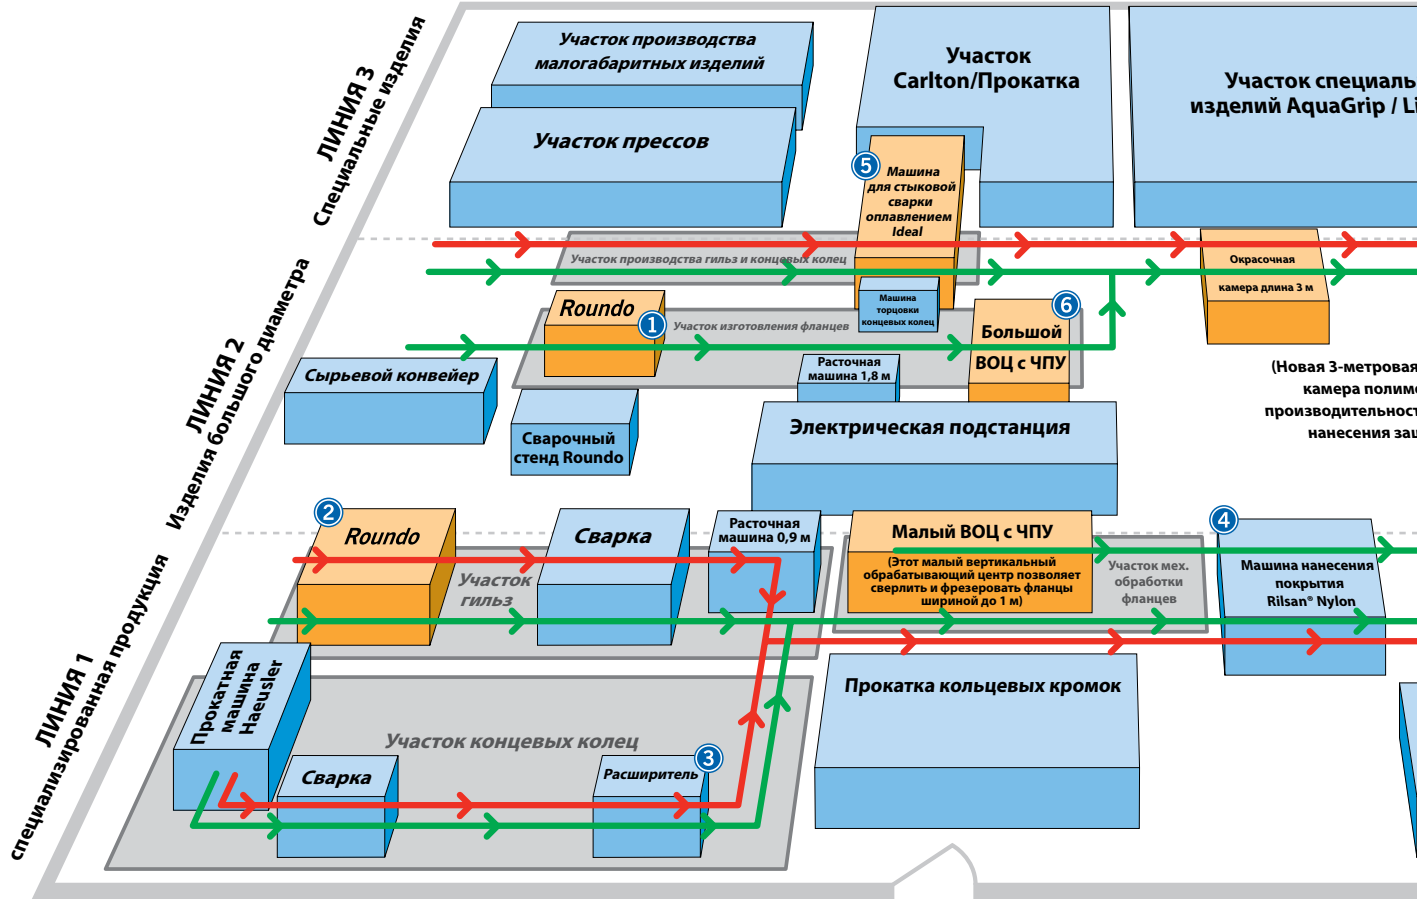 ЛИНИЯ 3
Специальные изделия
Участок производства
малогабаритных изделий
Участок прессов
Участок
Carlton/Прокатка
Участок специаль
изделий AquaGrip / Li
5
Машина
для стыковой
сварки
оплавлением
Ideal
Участок производства гильз и концевых колец
Окрасочная
камера длина 3 м
ЛИНИЯ 2
Изделия большого диаметра
Roundo
1
Участок изготовления фланцев
Машина
торцовки
концевых колец
6
Большой
ВОЦ с ЧПУ
Сырьевой конвейер
Расточная
машина 1,8 м
(Новая 3-метровая
камера полиме
производительност
нанесения защ
Сварочный
стенд Roundo
Электрическая подстанция
ЛИНИЯ 1
специализированная продукция
2
Roundo
Сварка
Участок
гильз
Расточная
машина 0,9 м
Малый ВОЦ с ЧПУ
(Этот малый вертикальный
обрабатывающий центр позволяет
сверлить и фрезеровать фланцы
шириной до 1 м)
Участок мех.
обработки
фланцев
4
Машина нанесения
покрытия
Rilsan® Nylon
Прокатная
машина
Haeusler
Участок концевых колец
Сварка
Расширитель
3
Прокатка кольцевых кромок